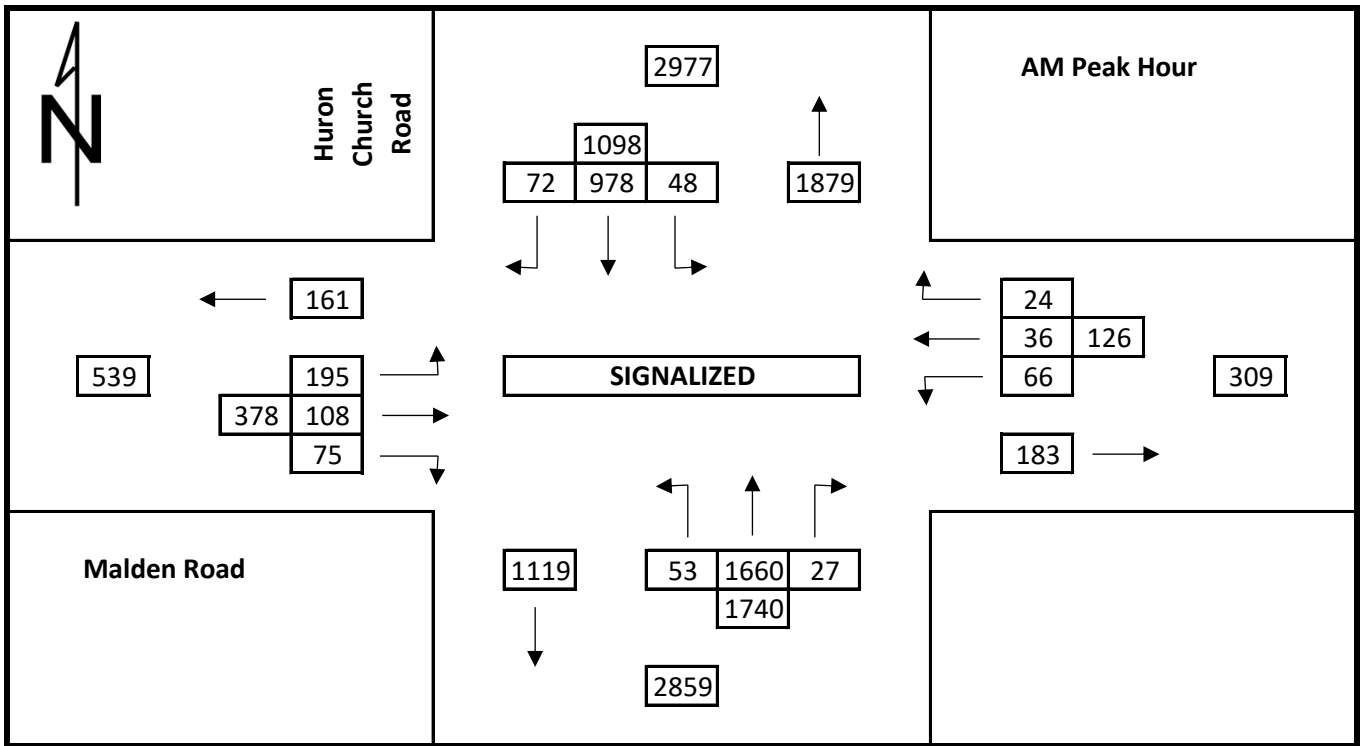 N
Huron
Church
Road
2977
1098
72 978 48
1879
AM Peak Hour
161
539
195
378 108
75
SIGNALIZED
24
36 126
66
309
183
Malden Road
1119
53 1660 27
1740
2859